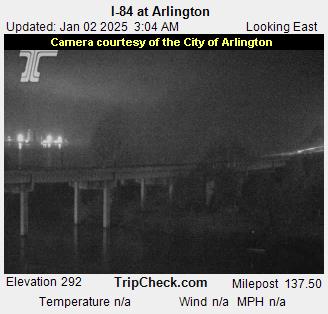 I-84 at Arlington
Updated: Jan 02 2025 3:04 AM Looking East
Camera courtesy of the City of Arlington
Elevation 292 TripCheck.com Milepost 137.50
Temperature n/a Wind n/a MPH n/a